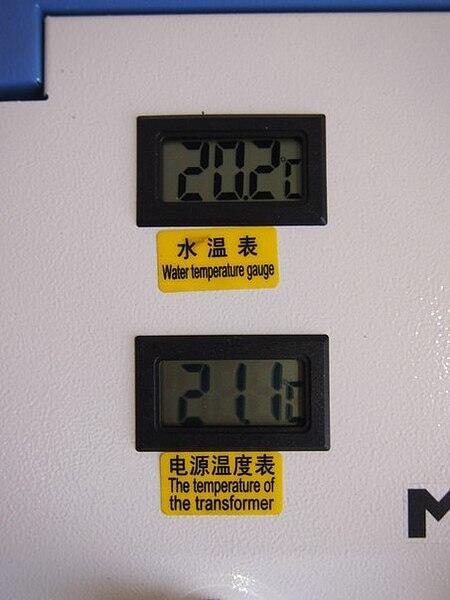 20.2°C
水温表
Water temperature gauge
21.1°C
电源温度表
The temperature of
the transformer
M